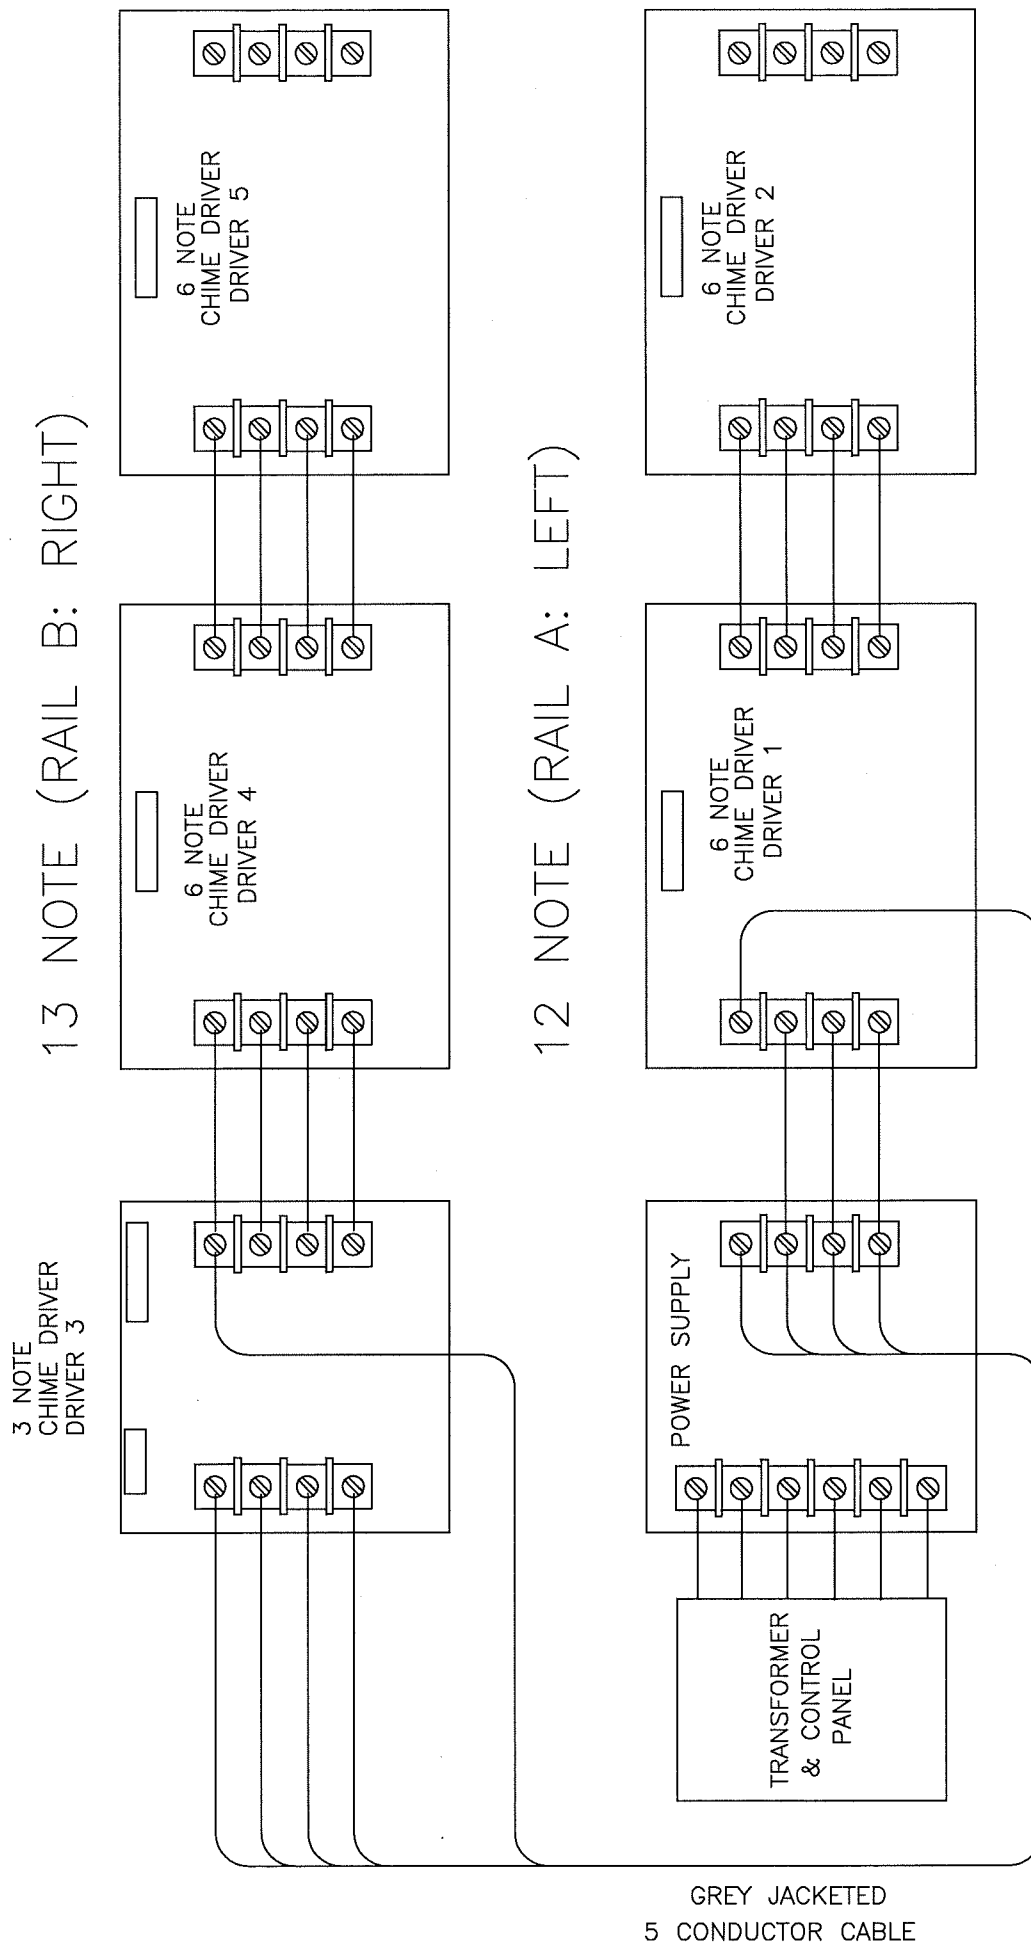 13 NOTE (RAIL B: RIGHT)
3 NOTE
CHIME DRIVER
DRIVER 3
6 NOTE
CHIME DRIVER
DRIVER 4
6 NOTE
CHIME DRIVER
DRIVER 5
12 NOTE (RAIL A: LEFT)
TRANSFORMER
& CONTROL
PANEL
POWER SUPPLY
6 NOTE
CHIME DRIVER
DRIVER 1
6 NOTE
CHIME DRIVER
DRIVER 2
GREY JACKETED
5 CONDUCTOR CABLE